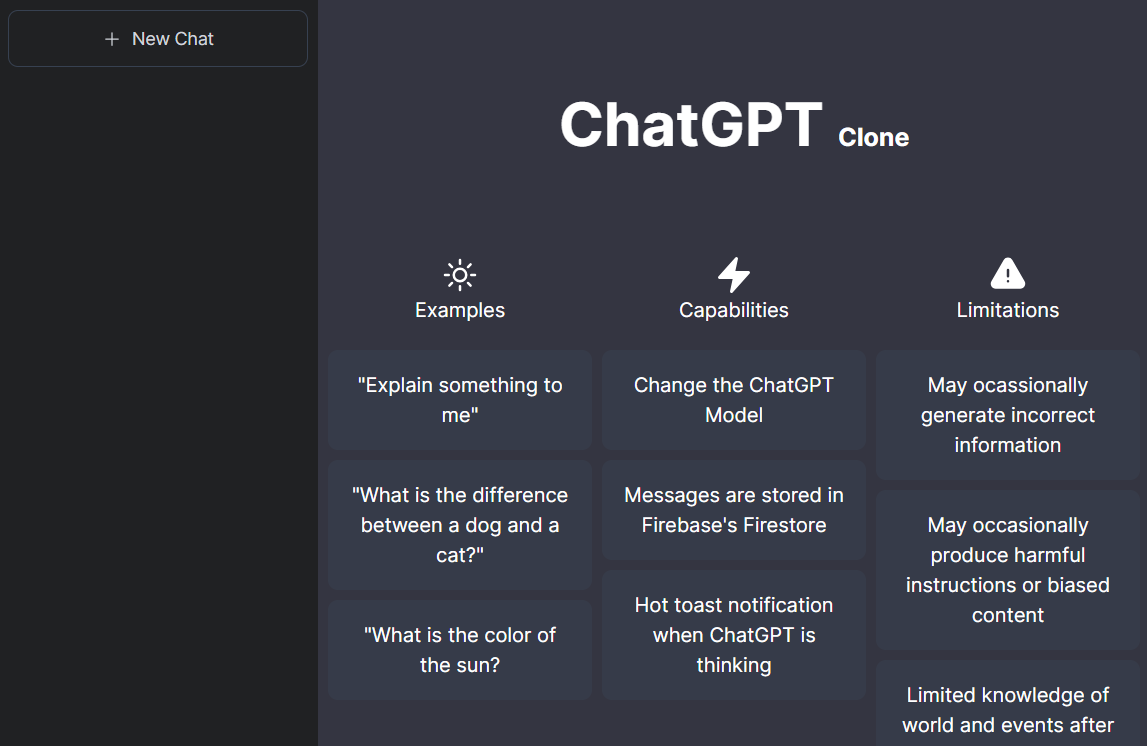 New Chat
ChatGPT Clone
Examples
"Explain something to
me"
"What is the difference
between a dog and a
cat?"
"What is the color of
the sun?
Capabilities
Change the ChatGPT
Model
Messages are stored in
Firebase's Firestore
Hot toast notification
when ChatGPT is
thinking
Limitations
May ocassionally
generate incorrect
information
May occasionally
produce harmful
instructions or biased
content
Limited knowledge of
world and events after